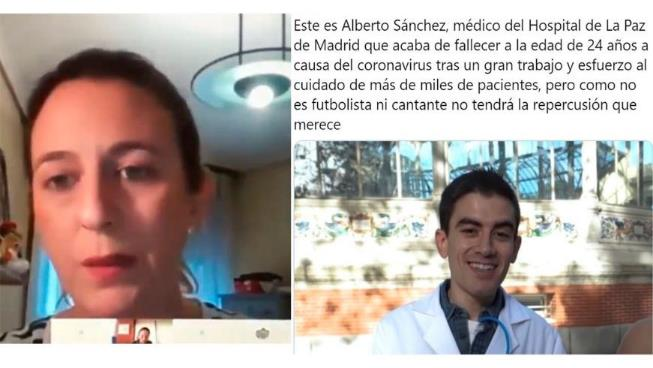 Este es Alberto Sánchez, médico del Hospital de La Paz
de Madrid que acaba de fallecer a la edad de 24 años a
causa del coronavirus tras un gran trabajo y esfuerzo al
cuidado de más de miles de pacientes, pero como no
es futbolista ni cantante no tendrá la repercusión que
merece